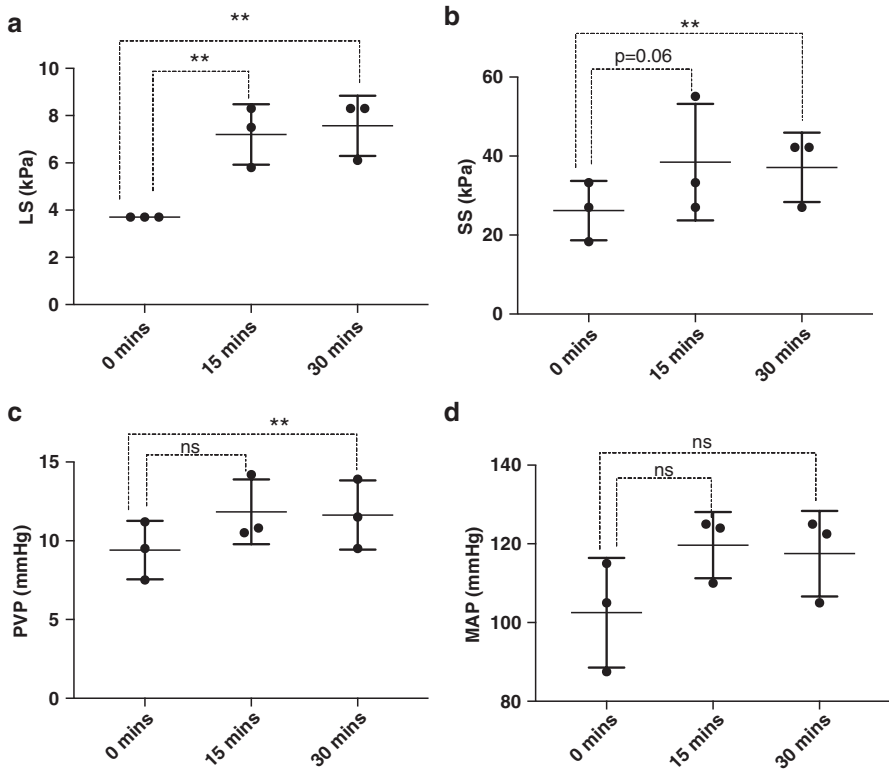 a
**
**
10
8
6
4
2
0
LS (kPa)
0 mins
15 mins
30 mins
b
**
p=0.06
60
40
20
0
SS (kPa)
0 mins
15 mins
30 mins
c
**
ns
15
10
5
0
PVP (mmHg)
0 mins
15 mins
30 mins
d
ns
ns
140
120
100
80
MAP (mmHg)
0 mins
15 mins
30 mins